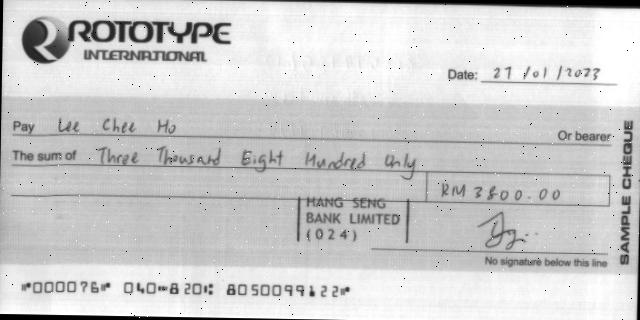 ROTOTYPE
INTERNATIONAL
Date: 27/01/2023
Pay Lee Chee Ho Or bearer
The sum of Three Thousand Eight Hundred Only
RM 3800.00
HANG SENG
BANK LIMITED
(024)
No signature below this line
SAMPLE CHEQUE
⑈000076⑈ 040⑉820⑆ 8050099122⑈